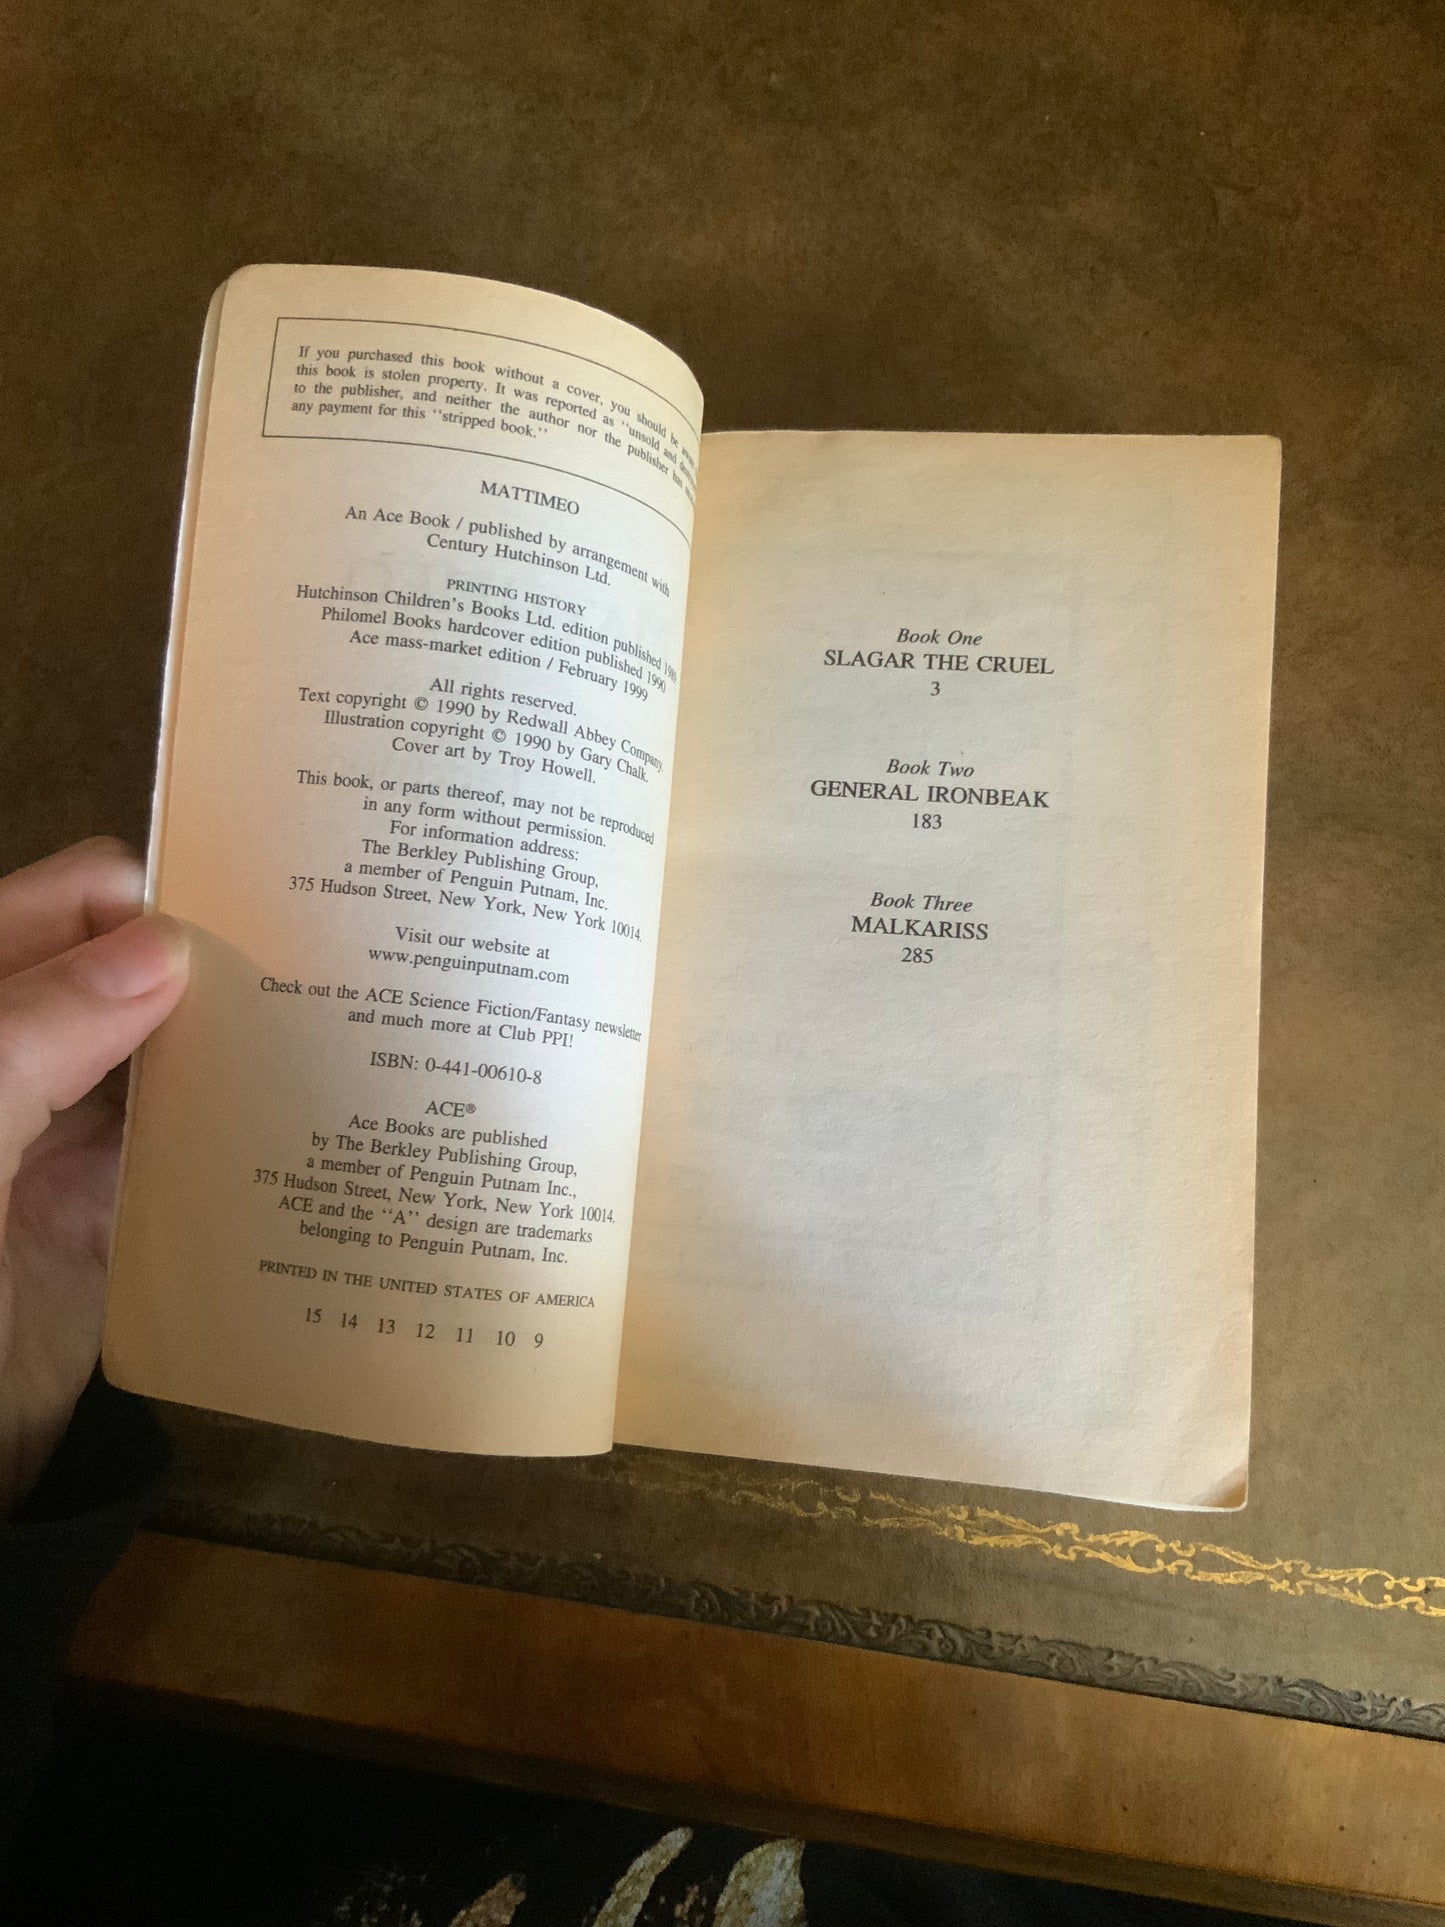 If you purchased this book without a cover, you should be aware
this book is stolen property. It was reported as "unsold and
to the publisher, and neither the author nor the publisher has
any payment for this "stripped book."
MATTIMEO
An Ace Book / published by arrangement with
Century Hutchinson Ltd.
PRINTING HISTORY
Hutchinson Children's Books Ltd. edition published
Philomel Books hardcover edition published 1990
Ace mass-market edition / February 1999
All rights reserved.
Text copyright © 1990 by Redwall Abbey Company.
Illustration copyright © 1990 by Gary Chalk.
Cover art by Troy Howell.
This book, or parts thereof, may not be reproduced
in any form without permission.
For information address:
The Berkley Publishing Group,
a member of Penguin Putnam, Inc.
375 Hudson Street, New York, New York 10014.
Visit our website at
www.penguinputnam.com
Check out the ACE Science Fiction/Fantasy newsletter
and much more at Club PPI!
ISBN: 0-441-00610-8
ACE®
Ace Books are published
by The Berkley Publishing Group,
a member of Penguin Putnam Inc.,
375 Hudson Street, New York, New York 10014.
ACE and the "A" design are trademarks
belonging to Penguin Putnam, Inc.
PRINTED IN THE UNITED STATES OF AMERICA
15 14 13 12 11 10 9
Book One
SLAGAR THE CRUEL
3
Book Two
GENERAL IRONBEAK
183
Book Three
MALKARISS
285